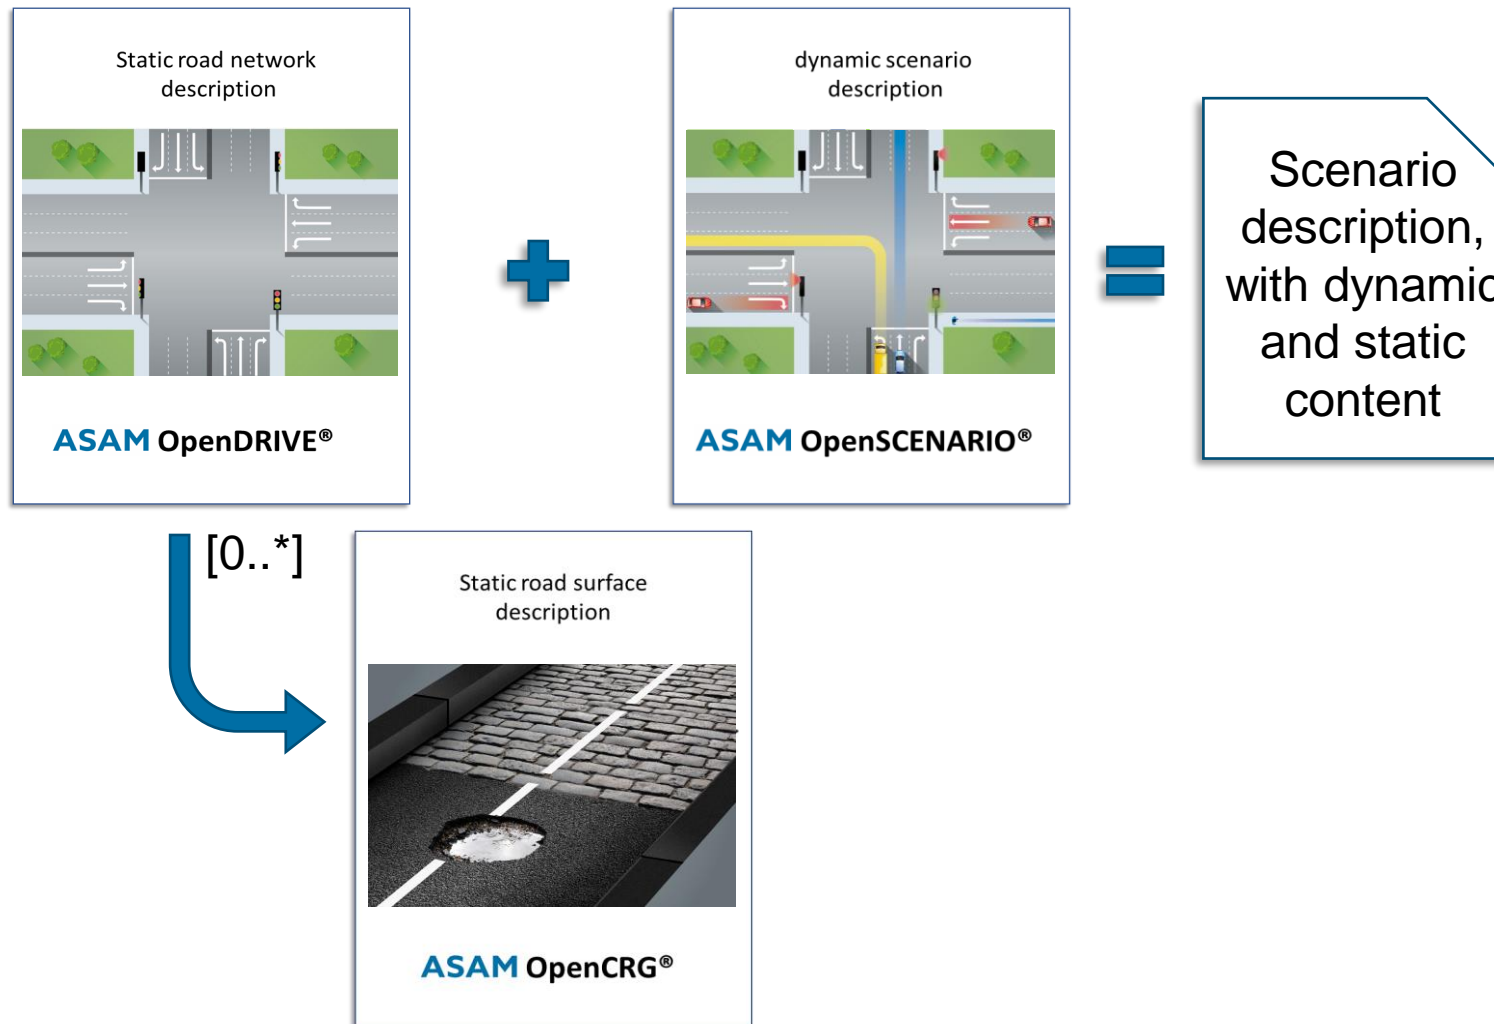 Static road network
description
ASAM OpenDRIVE®
dynamic scenario
description
ASAM OpenSCENARIO®
Scenario
description,
with dynamic
and static
content
[0..*]
Static road surface
description
ASAM OpenCRG®